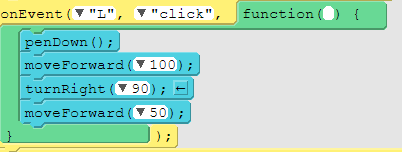 onEvent(▼"L", ▼"click", function() {
penDown();
moveForward(▼100);
turnRight(▼90); ←
moveForward(▼50);
} );